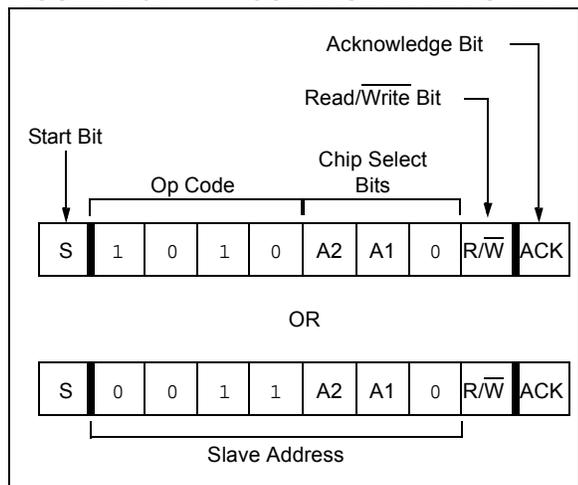 Acknowledge Bit
Read/Write Bit
Start Bit
Chip Select
Bits
Op Code
S 1 0 1 0 A2 A1 0 R/W ACK
OR
S 0 0 1 1 A2 A1 0 R/W ACK
Slave Address